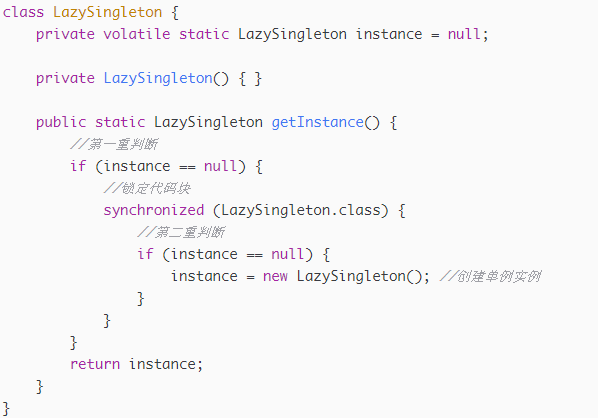 class LazySingleton {
    private volatile static LazySingleton instance = null;

    private LazySingleton() { }

    public static LazySingleton getInstance() {
        //第一重判断
        if (instance == null) {
            //锁定代码块
            synchronized (LazySingleton.class) {
                //第二重判断
                if (instance == null) {
                    instance = new LazySingleton(); //创建单例实例
                }
            }
        }
        return instance;
    }
}